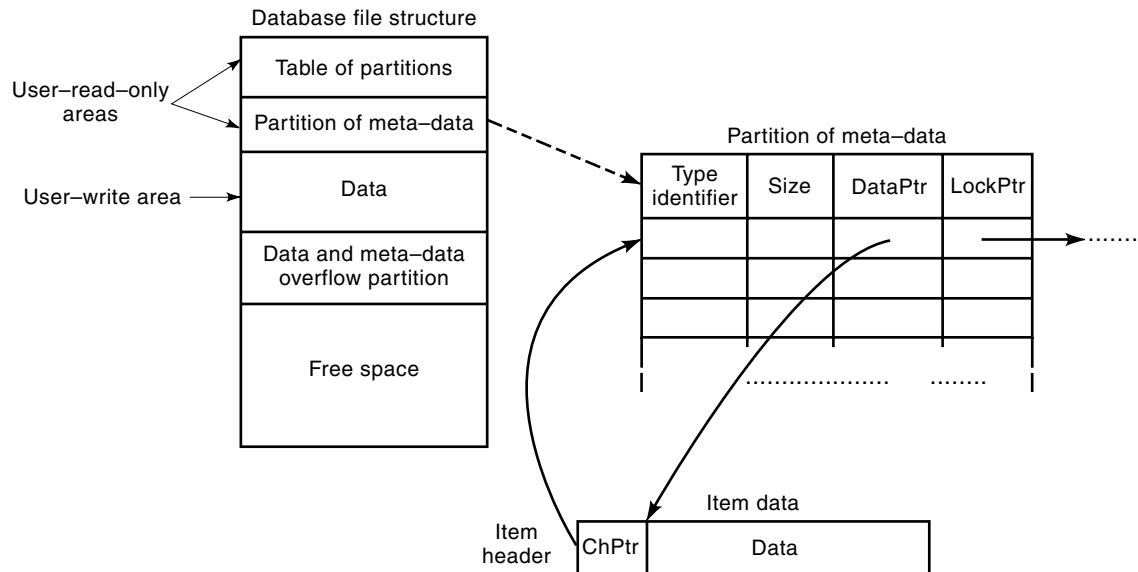 Database file structure
Table of partitions
User–read–only
areas
Partition of meta–data
User–write area
Data
Data and meta–data
overflow partition
Free space
Partition of meta–data
Type
identifier
Size
DataPtr
LockPtr
Item data
Item
header
ChPtr
Data